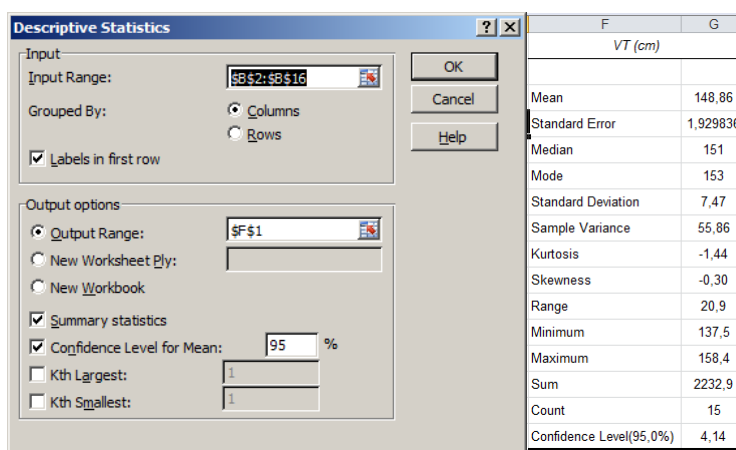 Descriptive Statistics
Input
Input Range: $B$2:$B$16
Grouped By: Columns
Rows
Labels in first row
OK
Cancel
Help
Output options
Output Range: $F$1
New Worksheet Ply:
New Workbook
Summary statistics
Confidence Level for Mean: 95 %
Kth Largest: 1
Kth Smallest: 1
F G
VT (cm)
Mean 148,86
Standard Error 1,929836
Median 151
Mode 153
Standard Deviation 7,47
Sample Variance 55,86
Kurtosis -1,44
Skewness -0,30
Range 20,9
Minimum 137,5
Maximum 158,4
Sum 2232,9
Count 15
Confidence Level(95,0%) 4,14